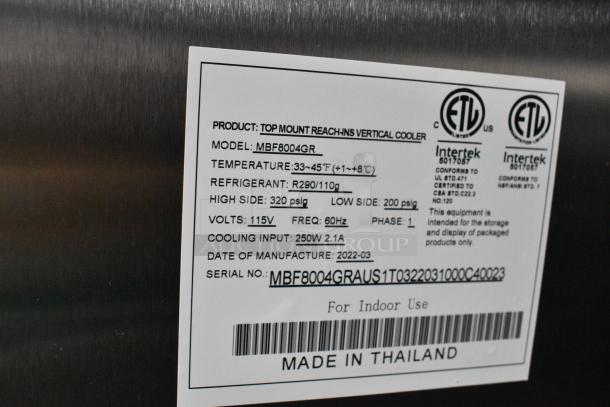 PRODUCT: TOP MOUNT REACH-INS VERTICAL COOLER
MODEL: MBF8004GR
TEMPERATURE: 33~45°F (+1~+8°C)
REFRIGERANT: R290/110g
HIGH SIDE: 320 psig LOW SIDE: 200 psig
VOLTS: 115V FREQ: 60Hz PHASE: 1
COOLING INPUT: 250W 2.1A
DATE OF MANUFACTURE: 2022-03
SERIAL NO.: MBF8004GRAUS1T0322031000C40023
For Indoor Use
MADE IN THAILAND
C ETL US
LISTED
Intertek
5017057
CONFORMS TO
UL STD.471
CERTIFIED TO
CSA STD.C22.2
NO.120
ETL
Intertek
5017057
CONFORMS TO
NSF/ANSI STD. 7
This equipment is
intended for the storage
and display of packaged
products only.
AUCTION GROUP